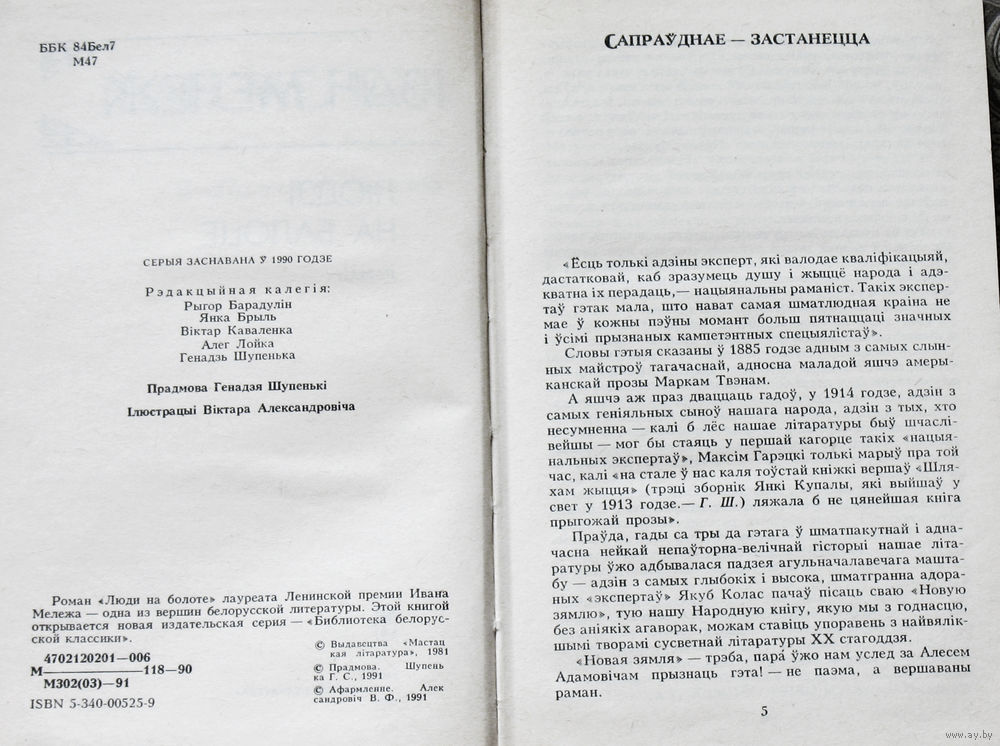 ББК 84Бел7
М47
СЕРЫЯ ЗАСНАВАНА Ў 1990 ГОДЗЕ
Рэдакцыйная калегія:
Рыгор Барадулін
Янка Брыль
Віктар Каваленка
Алег Лойка
Генадзь Шупенька
Прадмова Генадзя Шупенькі
Ілюстрацыі Віктара Александровіча
Роман «Люди на болоте» лауреата Ленинской премии Ивана
Мележа — одна из вершин белорусской литературы. Этой книгой
открывается новая издательская серия — «Библиотека белорус-
ской классики».
4702120201—006
М————118—90
М302(03)—91
ISBN 5-340-00525-9
© Выдавецтва «Мастац
кая літаратура», 1981
© Прадмова. Шупень
ка Г. С., 1991
© Афармленне. Алек
сандровіч В. Ф., 1991
САПРАЎДНАЕ — ЗАСТАНЕЦЦА
«Ёсць толькі адзіны эксперт, які валодае кваліфікацыяй,
дастатковай, каб зразумець душу і жыццё народа і адэ-
кватна іх перадаць,— нацыянальны раманіст. Такіх экспер-
таў гэтак мала, што нават самая шматлюдная краіна не
мае ў кожны пэўны момант больш пятнаццаці значных
і ўсімі прызнаных кампетэнтных спецыялістаў».
Словы гэтыя сказаны ў 1885 годзе адным з самых слын-
ных майстроў тагачаснай, адносна маладой яшчэ амеры-
канскай прозы Маркам Твэнам.
А яшчэ аж праз дваццаць гадоў, у 1914 годзе, адзін з
самых геніяльных сыноў нашага народа, адзін з тых, хто
несумненна — калі б лёс нашае літаратуры быў шчаслі-
вейшы — мог бы стаяць у першай кагорце такіх «нацыя-
нальных экспертаў», Максім Гарэцкі толькі марыў пра той
час, калі «на стале ў нас каля тоўстай кніжкі вершаў «Шля-
хам жыцця» (трэці зборнік Янкі Купалы, які выйшаў у
свет у 1913 годзе.— Г. Ш.) ляжала б не цянейшая кніга
прыгожай прозы».
Праўда, гады са тры да гэтага ў шматпакутнай і адна-
часна нейкай непаўторна-велічнай гісторыі нашае літа-
ратуры ўжо адбывалася падзея агульначалавечага машта-
бу — адзін з самых глыбокіх і высока, шматгранна адора-
ных «экспертаў» Якуб Колас пачаў пісаць сваю «Новую
зямлю», тую нашу Народную кнігу, якую мы з годнасцю,
без аніякіх агаворак, можам ставіць упоравень з найвялік-
шымі творамі сусветнай літаратуры XX стагоддзя.
«Новая зямля» — трэба, пара́ ўжо нам услед за Алесем
Адамовічам прызнаць гэта! — не паэма, а вершаваны
раман.
5
www.ay.by